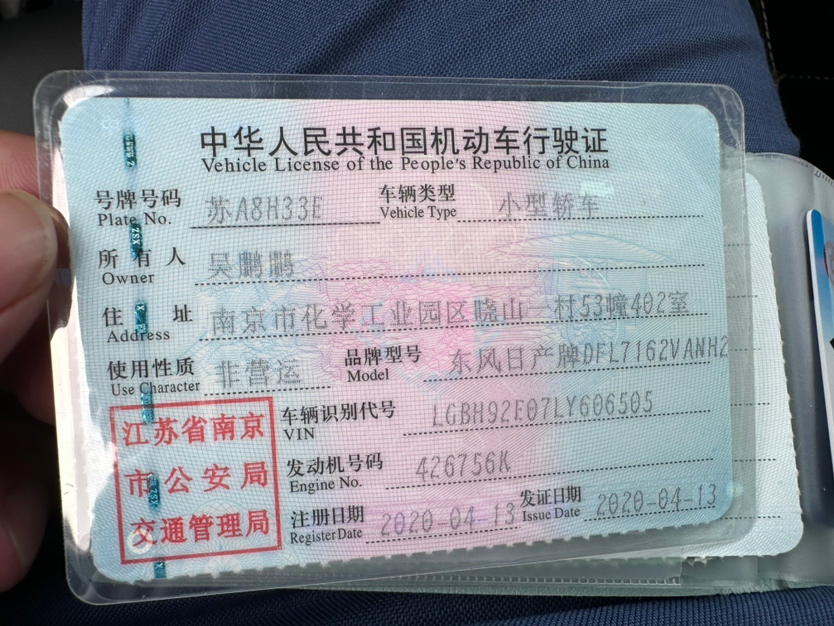 中华人民共和国机动车行驶证
Vehicle License of the People's Republic of China
号牌号码 苏A8H33E 车辆类型 小型轿车
Plate No. Vehicle Type
所有人 吴鹏鹏
Owner
住址 南京市化学工业园区晓山一村53幢402室
Address
使用性质 非营运 品牌型号 东风日产牌DFL7162VANH2
Use Character Model
江苏省南京
市公安局
交通管理局
车辆识别代号 LGBH92E07LY606505
VIN
发动机号码 426756K
Engine No.
注册日期 2020-04-13 发证日期 2020-04-13
Register Date Issue Date